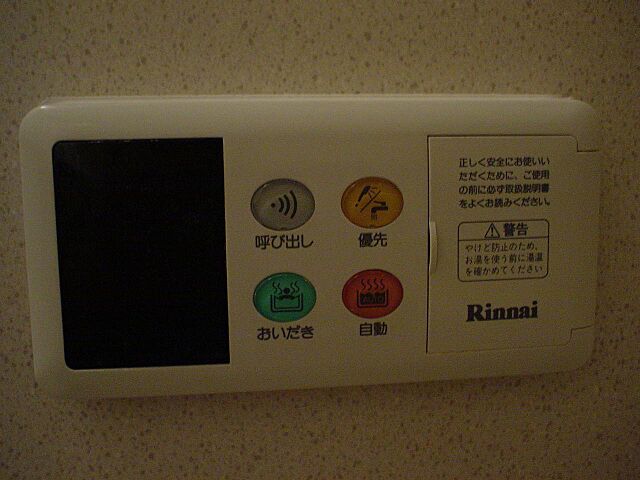 呼び出し
優先
おいだき
自動
正しく安全にお使いい
ただくために、ご使用
の前に必ず取扱説明書
をよくお読みください。
⚠警告
やけど防止のため、
お湯を使う前に湯温
を確かめてください
Rinnai